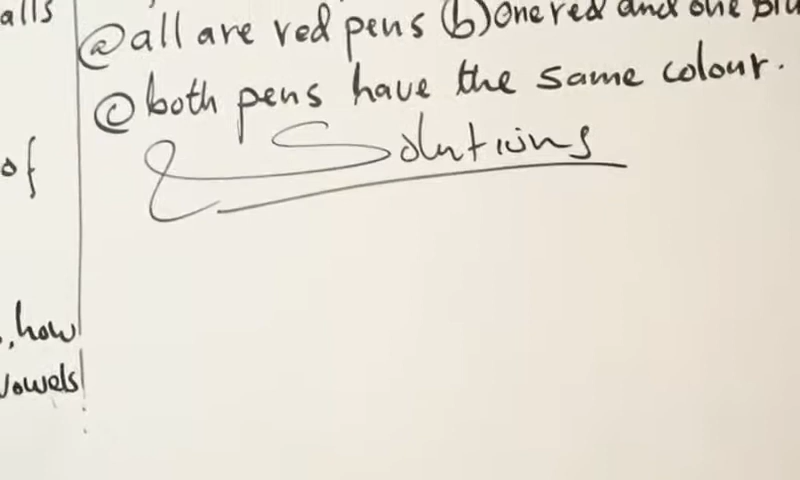 alls
of
, how
vowels
(a) all are red pens (b) One red and one blu
(c) both pens have the same colour.
Solutions